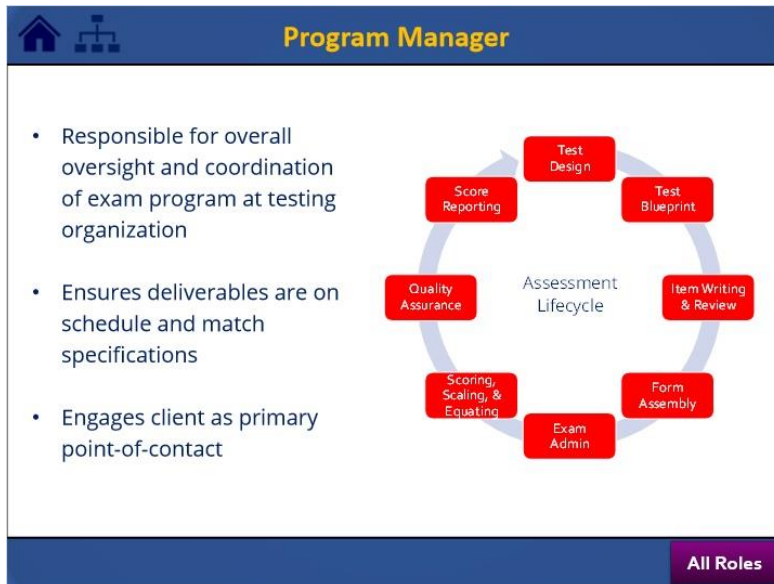 Program Manager
• Responsible for overall
oversight and coordination
of exam program at testing
organization
• Ensures deliverables are on
schedule and match
specifications
• Engages client as primary
point-of-contact
Test
Design
Test
Blueprint
Item Writing
& Review
Form
Assembly
Exam
Admin
Scoring,
Scaling, &
Equating
Quality
Assurance
Score
Reporting
Assessment
Lifecycle
All Roles